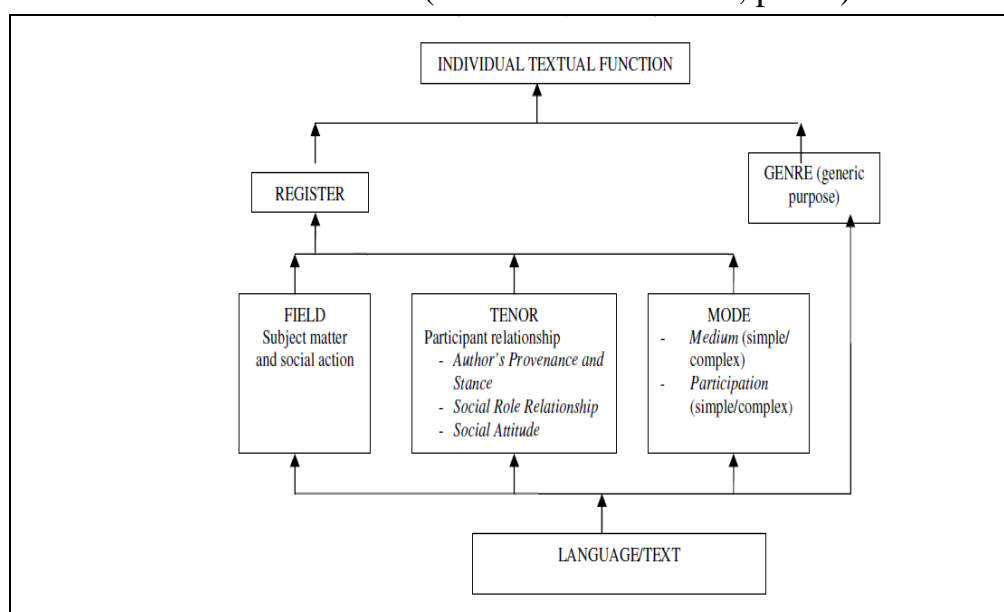 INDIVIDUAL TEXTUAL FUNCTION
GENRE (generic
purpose)
REGISTER
FIELD
Subject matter
and social action
TENOR
Participant relationship
- Author's Provenance and
Stance
- Social Role Relationship
- Social Attitude
MODE
- Medium (simple/
complex)
- Participation
(simple/complex)
LANGUAGE/TEXT